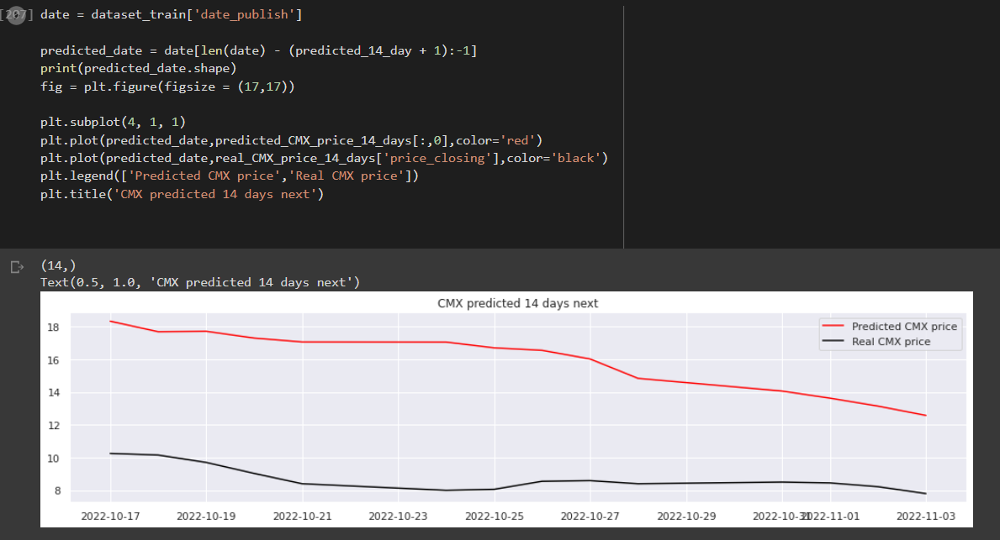 [207] date = dataset_train['date_publish']
predicted_date = date[len(date) - (predicted_14_day + 1):-1]
print(predicted_date.shape)
fig = plt.figure(figsize = (17,17))
plt.subplot(4, 1, 1)
plt.plot(predicted_date,predicted_CMX_price_14_days[:,0],color='red')
plt.plot(predicted_date,real_CMX_price_14_days['price_closing'],color='black')
plt.legend(['Predicted CMX price','Real CMX price'])
plt.title('CMX predicted 14 days next')
(14,)
Text(0.5, 1.0, 'CMX predicted 14 days next')
CMX predicted 14 days next
Predicted CMX price
Real CMX price
18
16
14
12
10
8
2022-10-17 2022-10-19 2022-10-21 2022-10-23 2022-10-25 2022-10-27 2022-10-29 2022-10-31 2022-11-01 2022-11-03